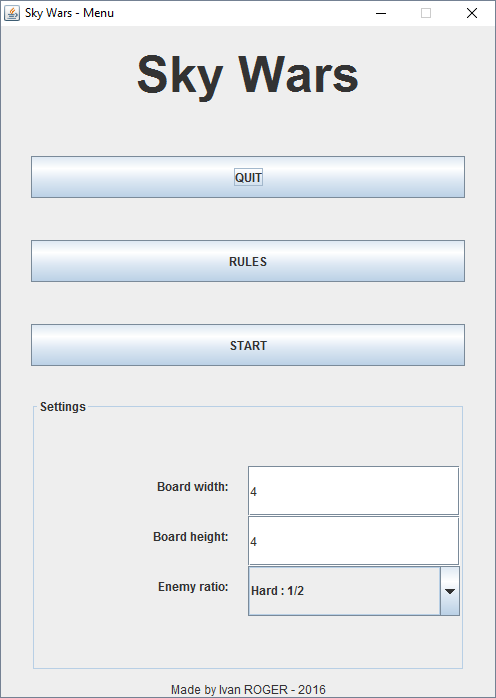 Sky Wars - Menu
Sky Wars
QUIT
RULES
START
Settings
Board width:
4
Board height:
4
Enemy ratio:
Hard : 1/2
Made by Ivan ROGER - 2016